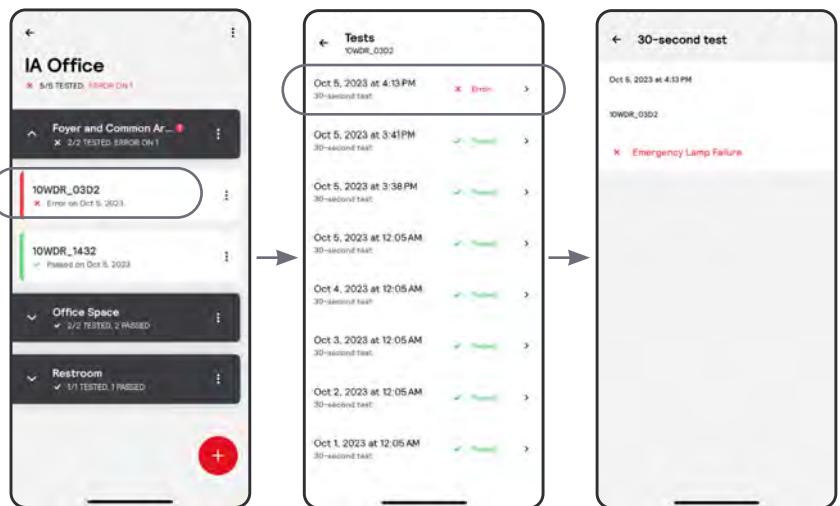 IA Office
5/5 TESTED, ERROR ON 1
Foyer and Common Ar...
2/2 TESTED, ERROR ON 1
10WDR_03D2
Error on Oct 5, 2023
10WDR_1432
Passed on Oct 5, 2023
Office Space
2/2 TESTED, 2 PASSED
Restroom
1/1 TESTED, 1 PASSED
Tests
10WDR_03D2
Oct 5, 2023 at 4:13 PM
30-second test
Error
Oct 5, 2023 at 3:41 PM
30-second test
Passed
Oct 5, 2023 at 3:38 PM
30-second test
Passed
Oct 5, 2023 at 12:05 AM
30-second test
Passed
Oct 4, 2023 at 12:05 AM
30-second test
Passed
Oct 3, 2023 at 12:05 AM
30-second test
Passed
Oct 2, 2023 at 12:05 AM
30-second test
Passed
Oct 1, 2023 at 12:05 AM
30-second test
Passed
30-second test
Oct 5, 2023 at 4:13 PM
10WDR_03D2
Emergency Lamp Failure